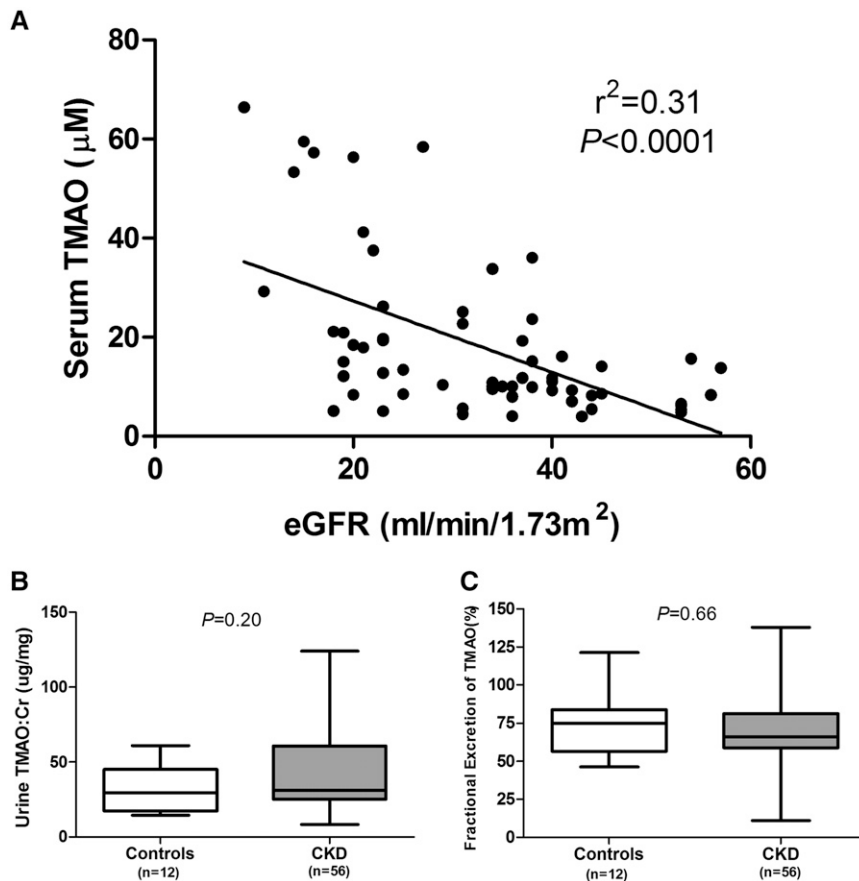 A
80
60
40
20
0
Serum TMAO (μM)
r²=0.31
P<0.0001
0 20 40 60
eGFR (ml/min/1.73m²)
B
150
100
50
0
Urine TMAO:Cr (ug/mg)
P=0.20
Controls CKD
(n=12) (n=56)
C
150
125
100
75
50
25
0
Fractional Excretion of TMAO(%)
P=0.66
Controls CKD
(n=12) (n=56)